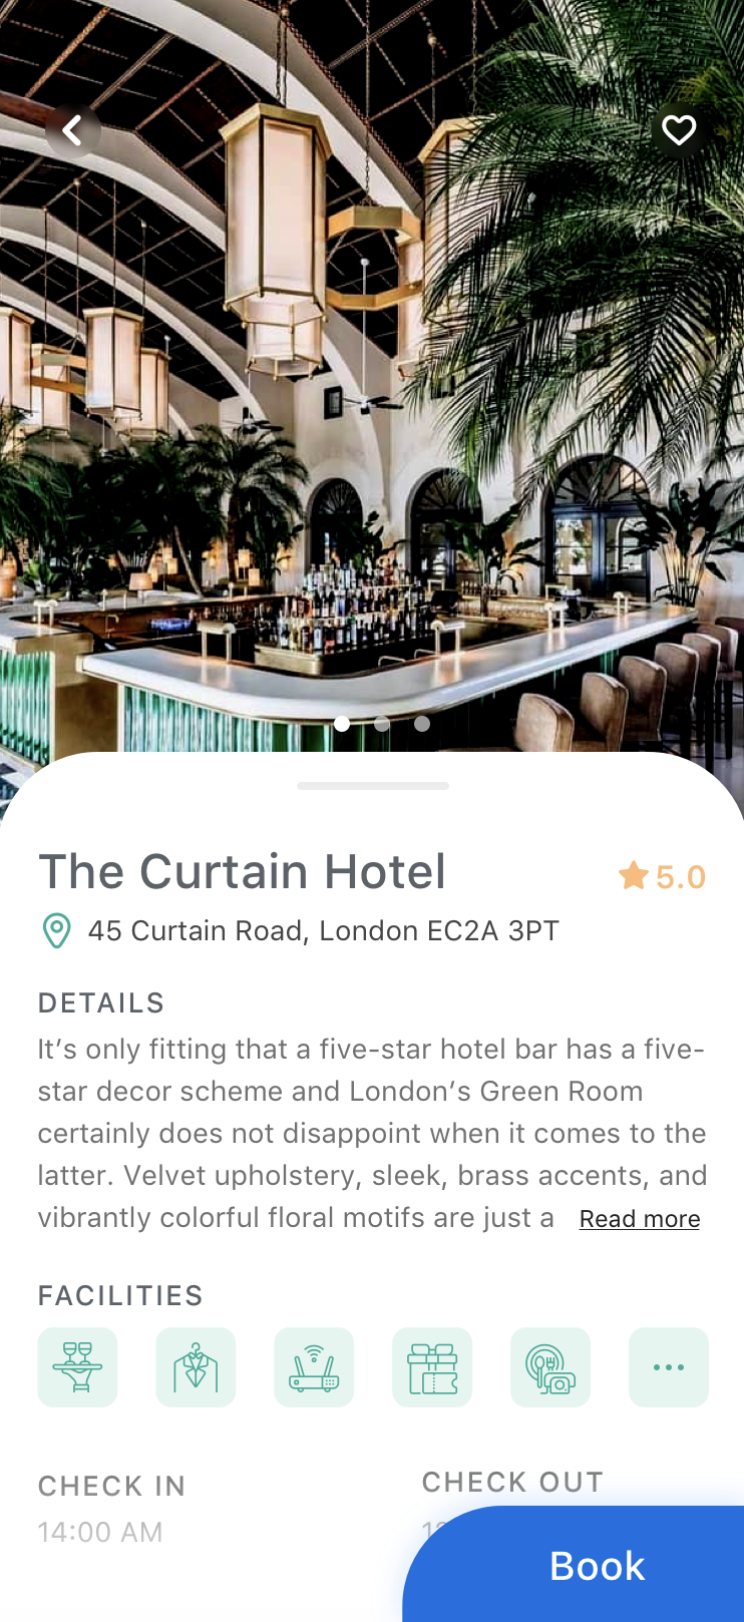 The Curtain Hotel
5.0
45 Curtain Road, London EC2A 3PT
DETAILS
It’s only fitting that a five-star hotel bar has a five-
star decor scheme and London’s Green Room
certainly does not disappoint when it comes to the
latter. Velvet upholstery, sleek, brass accents, and
vibrantly colorful floral motifs are just a Read more
FACILITIES
CHECK IN
CHECK OUT
14:00 AM
Book